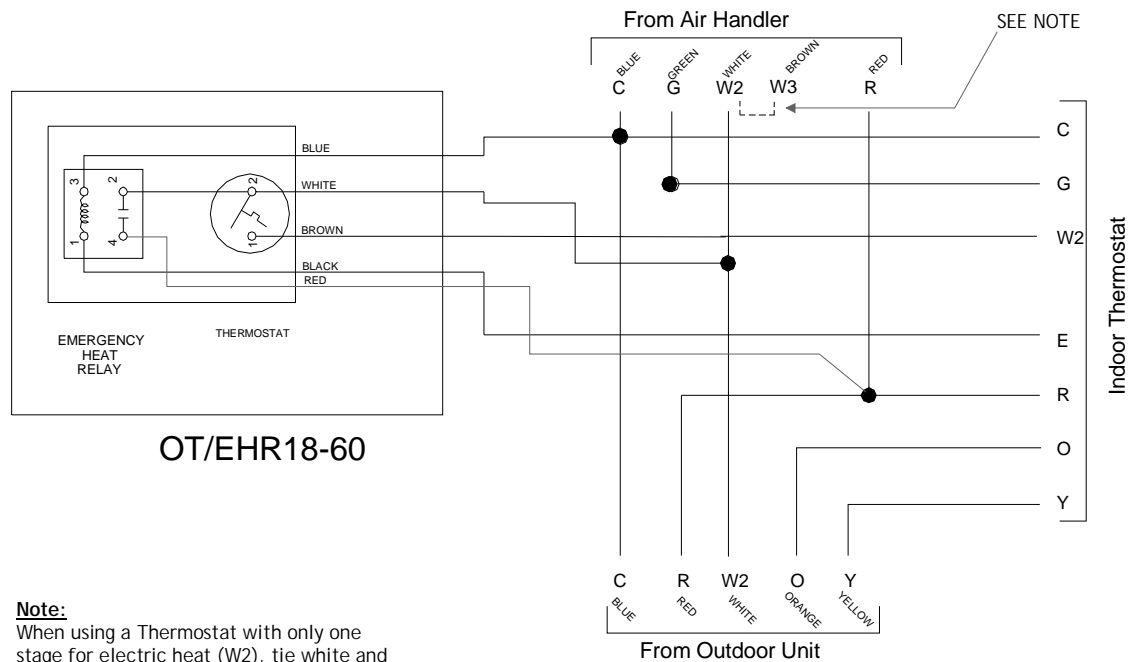 From Air Handler
SEE NOTE
BLUE
GREEN
WHITE
BROWN
RED
C
G
W2
W3
R
BLUE
WHITE
BROWN
BLACK
RED
3
2
1
4
2
1
EMERGENCY
HEAT
RELAY
THERMOSTAT
OT/EHR18-60
C
G
W2
E
R
O
Y
Indoor Thermostat
C
R
W2
O
Y
BLUE
RED
WHITE
ORANGE
YELLOW
From Outdoor Unit
Note:
When using a Thermostat with only one
stage for electric heat (W2), tie white and